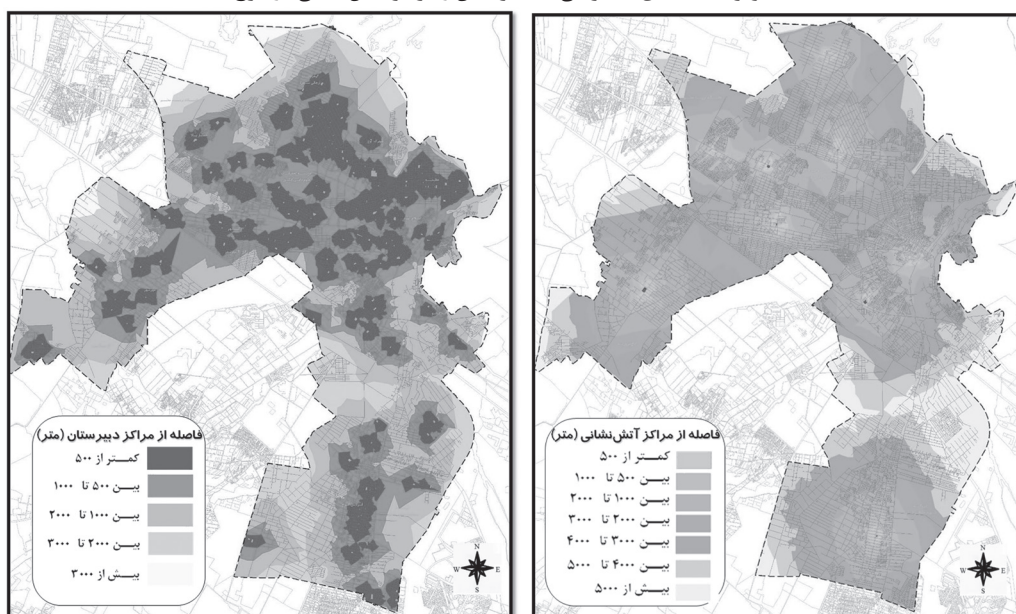 فاصله از مراکز دبیرستان (متر)
کمتر از ۵۰۰
بین ۵۰۰ تا ۱۰۰۰
بین ۱۰۰۰ تا ۲۰۰۰
بین ۲۰۰۰ تا ۳۰۰۰
بیش از ۳۰۰۰
N
W E
S
فاصله از مراکز آتش‌نشانی (متر)
کمتر از ۵۰۰
بین ۵۰۰ تا ۱۰۰۰
بین ۱۰۰۰ تا ۲۰۰۰
بین ۲۰۰۰ تا ۳۰۰۰
بین ۳۰۰۰ تا ۴۰۰۰
بین ۴۰۰۰ تا ۵۰۰۰
بیش از ۵۰۰۰
N
W E
S